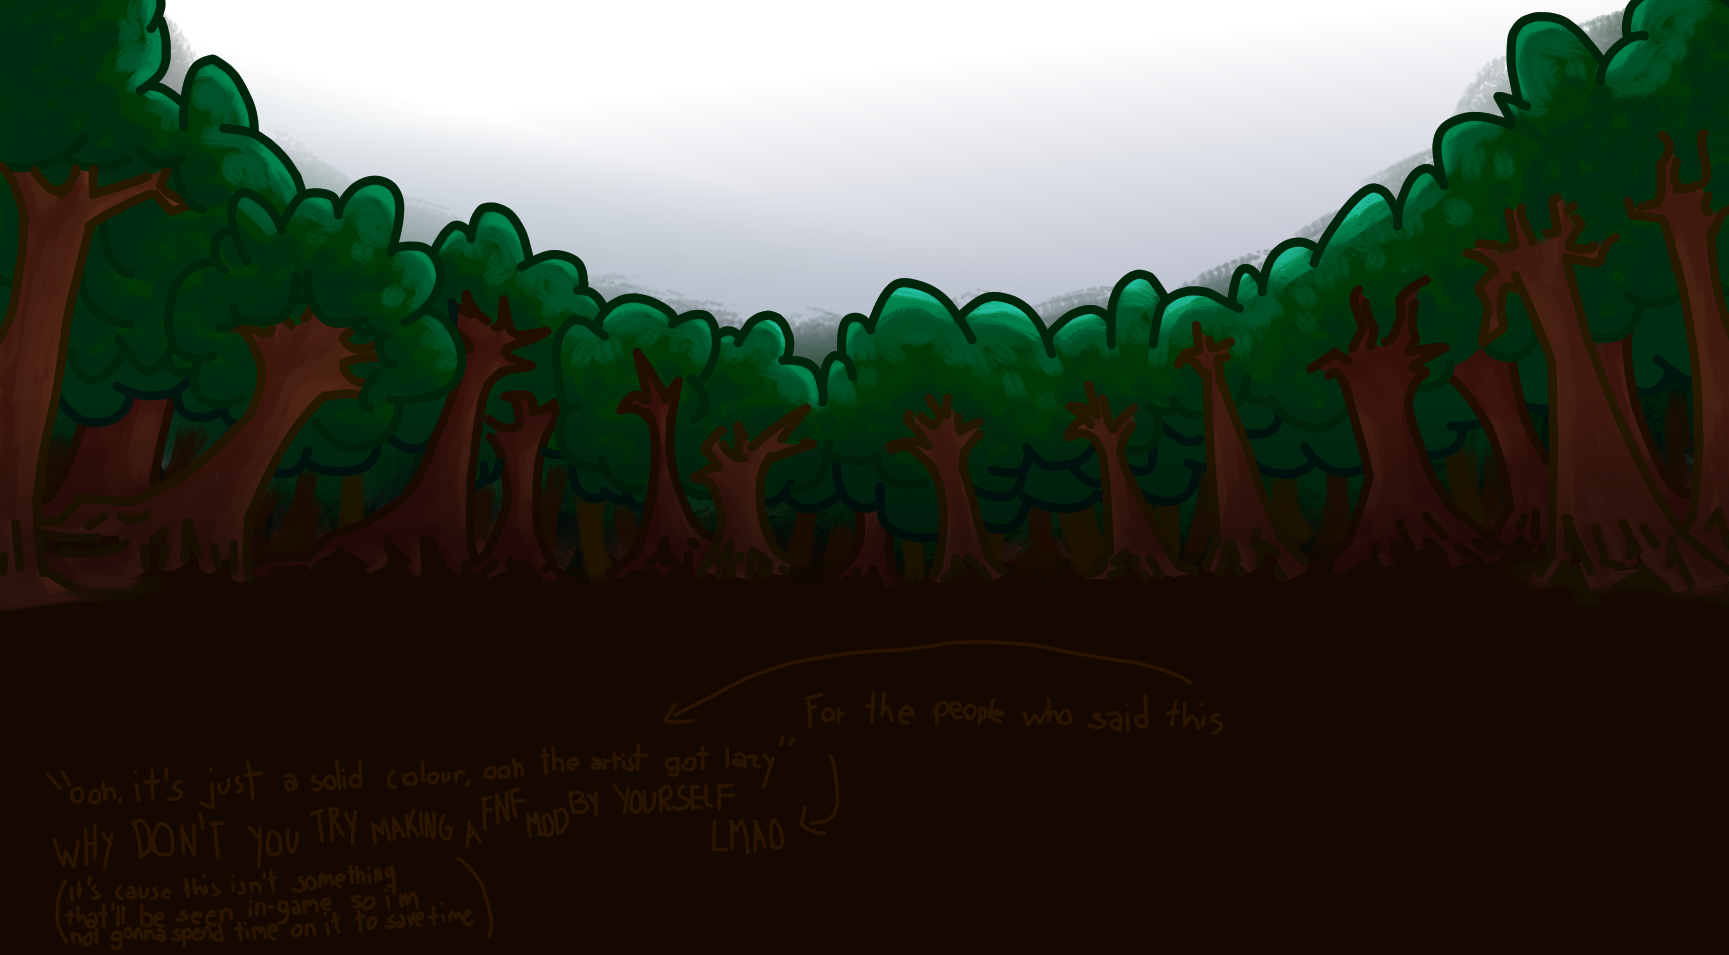 For the people who said this
"ooh, it's just a solid colour, ooh the artist got lazy"
WHY DON'T YOU TRY MAKING A FNF MOD BY YOURSELF
LMAO
(it's cause this isn't something
that'll be seen in-game so i'm
not gonna spend time on it to save time)